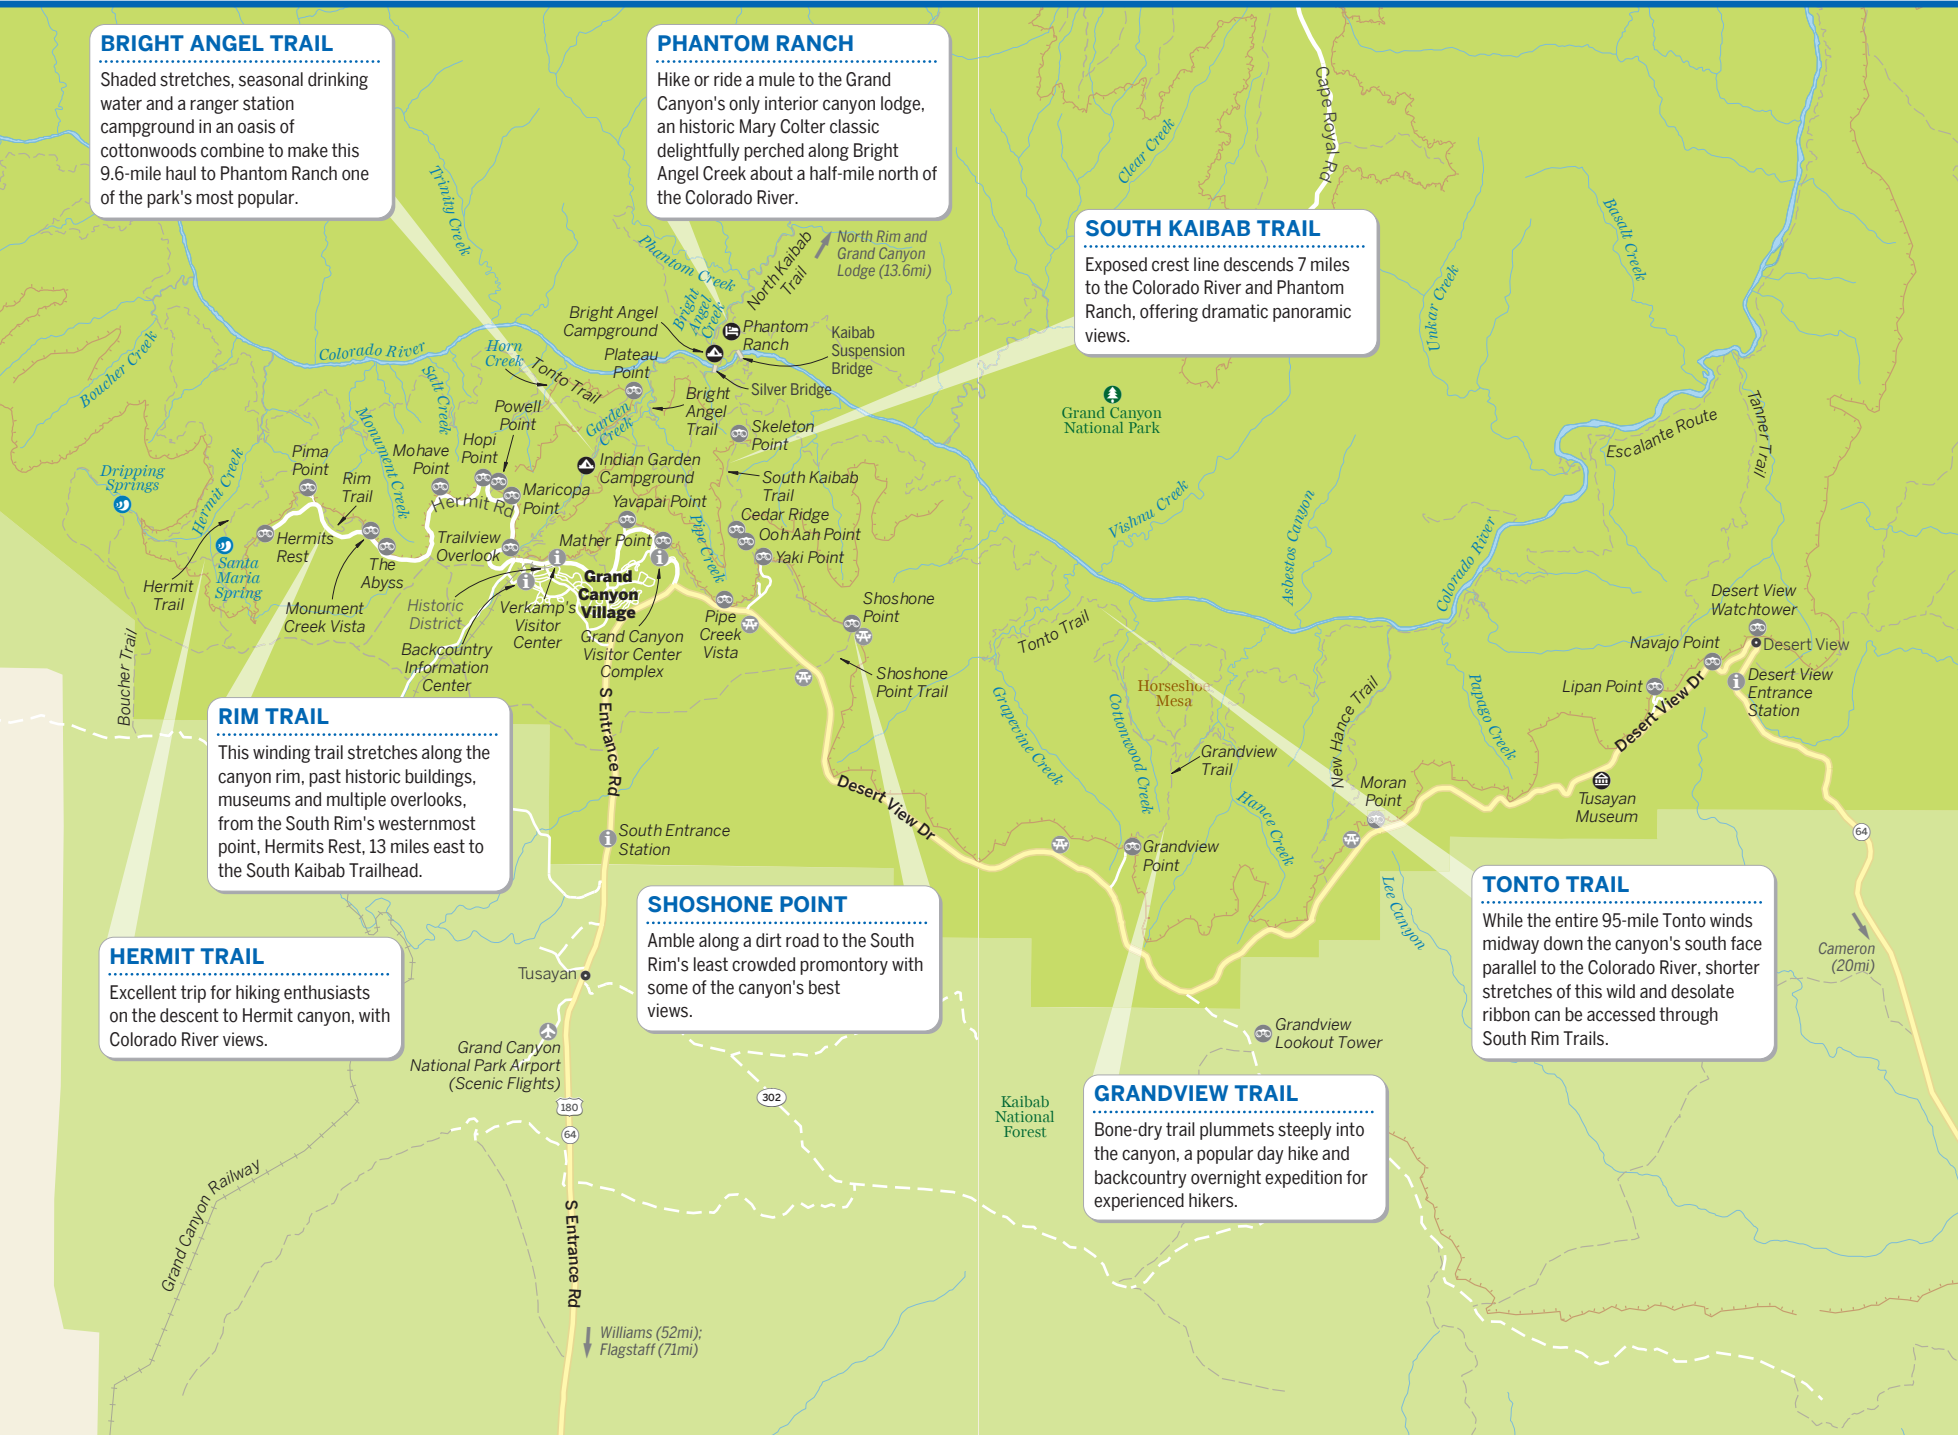 BRIGHT ANGEL TRAIL
Shaded stretches, seasonal drinking
water and a ranger station
campground in an oasis of
cottonwoods combine to make this
9.6-mile haul to Phantom Ranch one
of the park's most popular.
PHANTOM RANCH
Hike or ride a mule to the Grand
Canyon's only interior canyon lodge,
an historic Mary Colter classic
delightfully perched along Bright
Angel Creek about a half-mile north of
the Colorado River.
SOUTH KAIBAB TRAIL
Exposed crest line descends 7 miles
to the Colorado River and Phantom
Ranch, offering dramatic panoramic
views.
Cape Royal Rd
Clear Creek
Trinity Creek
Phantom Creek
Bright
Angel
Creek
North Kaibab
Trail
North Rim and
Grand Canyon
Lodge (13.6mi)
Basalt Creek
Unkar Creek
Boucher Creek
Colorado River
Horn
Creek
Tonto Trail
Bright Angel
Campground
Plateau
Point
Phantom
Ranch
Kaibab
Suspension
Bridge
Silver Bridge
Bright
Angel
Trail
Garden
Creek
Skeleton
Point
Grand Canyon
National Park
Escalante Route
Tanner Trail
Salt Creek
Powell
Point
Hopi
Point
Mohave
Point
Monument Creek
Pima
Point
Rim
Trail
Dripping
Springs
Hermit Creek
Hermit Rd
Maricopa
Point
Indian Garden
Campground
South Kaibab
Trail
Yavapai Point
Cedar Ridge
Ooh Aah Point
Yaki Point
Mather Point
Pipe Creek
Trailview
Overlook
Hermits
Rest
The
Abyss
Santa
Maria
Spring
Hermit
Trail
Monument
Creek Vista
Historic
District
Backcountry
Information
Center
Verkamp's
Visitor
Center
Grand
Canyon
Village
Grand Canyon
Visitor Center
Complex
Pipe
Creek
Vista
Shoshone
Point
Shoshone
Point Trail
Vishnu Creek
Asbestos Canyon
Colorado River
Tonto Trail
Desert View
Watchtower
Navajo Point
Desert View
Lipan Point
Desert View
Entrance
Station
Desert View Dr
Boucher Trail
S Entrance Rd
Grapevine Creek
Cottonwood Creek
Horseshoe
Mesa
Grandview
Trail
New Hance Trail
Hance Creek
Papago Creek
Moran
Point
Tusayan
Museum
RIM TRAIL
This winding trail stretches along the
canyon rim, past historic buildings,
museums and multiple overlooks,
from the South Rim's westernmost
point, Hermits Rest, 13 miles east to
the South Kaibab Trailhead.
Desert View Dr
South Entrance
Station
Grandview
Point
64
Lee Canyon
SHOSHONE POINT
Amble along a dirt road to the South
Rim's least crowded promontory with
some of the canyon's best
views.
TONTO TRAIL
While the entire 95-mile Tonto winds
midway down the canyon's south face
parallel to the Colorado River, shorter
stretches of this wild and desolate
ribbon can be accessed through
South Rim Trails.
Cameron
(20mi)
HERMIT TRAIL
Excellent trip for hiking enthusiasts
on the descent to Hermit canyon, with
Colorado River views.
Tusayan
Grand Canyon
National Park Airport
(Scenic Flights)
Grandview
Lookout Tower
180
64
302
Kaibab
National
Forest
GRANDVIEW TRAIL
Bone-dry trail plummets steeply into
the canyon, a popular day hike and
backcountry overnight expedition for
experienced hikers.
Grand Canyon Railway
S Entrance Rd
Williams (52mi);
Flagstaff (71mi)